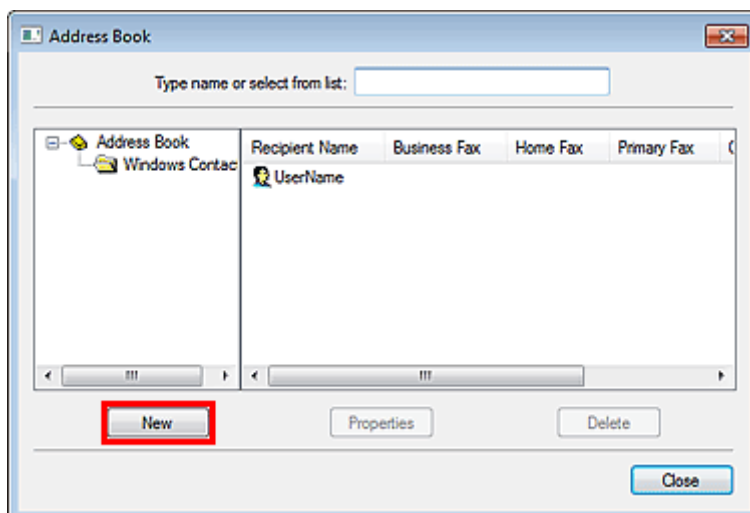 Address Book
Type name or select from list:
Address Book
Windows Contac
Recipient Name Business Fax Home Fax Primary Fax
UserName
New Properties Delete
Close